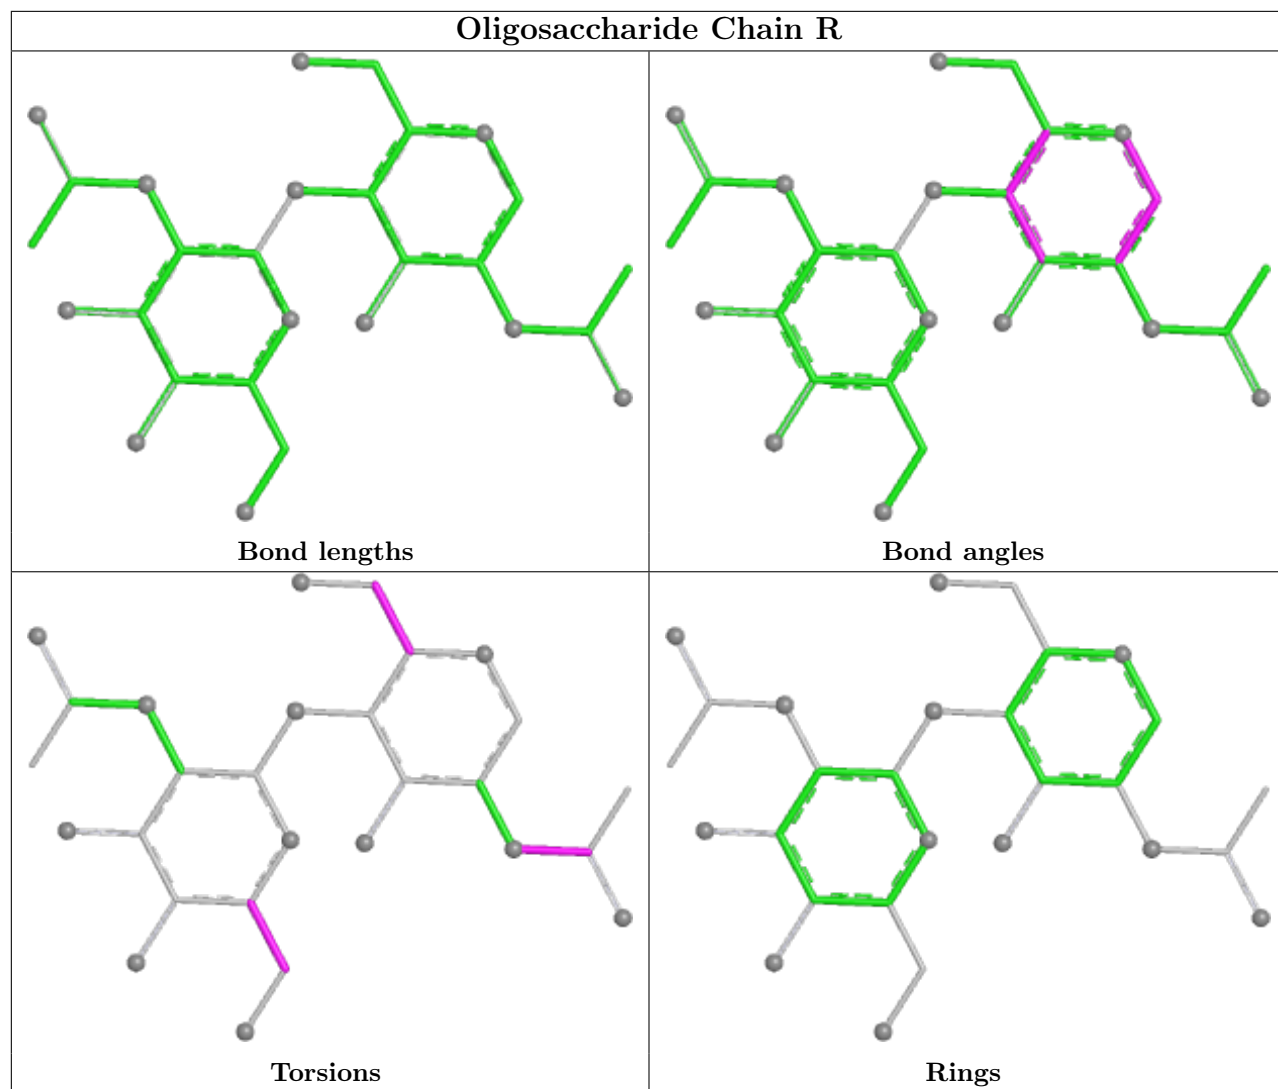 Oligosaccharide Chain R
Bond lengths
Bond angles
Torsions
Rings